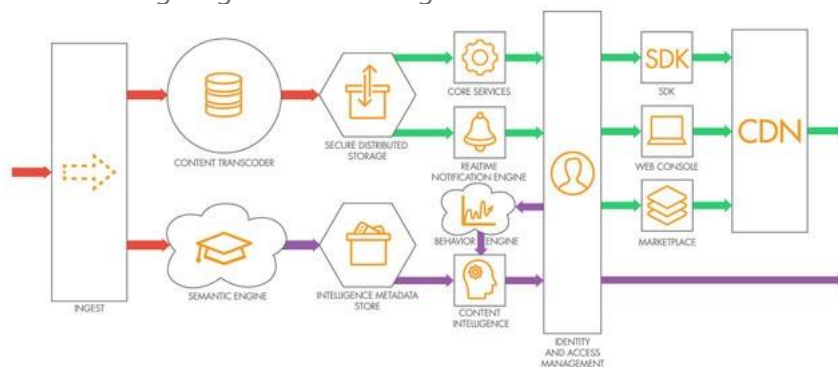 CONTENT TRANSCODER
SECURE DISTRIBUTED
STORAGE
CORE SERVICES
REALTIME
NOTIFICATION ENGINE
BEHAVIOR ENGINE
SEMANTIC ENGINE
INTELLIGENCE METADATA
STORE
CONTENT
INTELLIGENCE
INGEST
IDENTITY
AND ACCESS
MANAGEMENT
SDK
SDK
WEB CONSOLE
MARKETPLACE
CDN